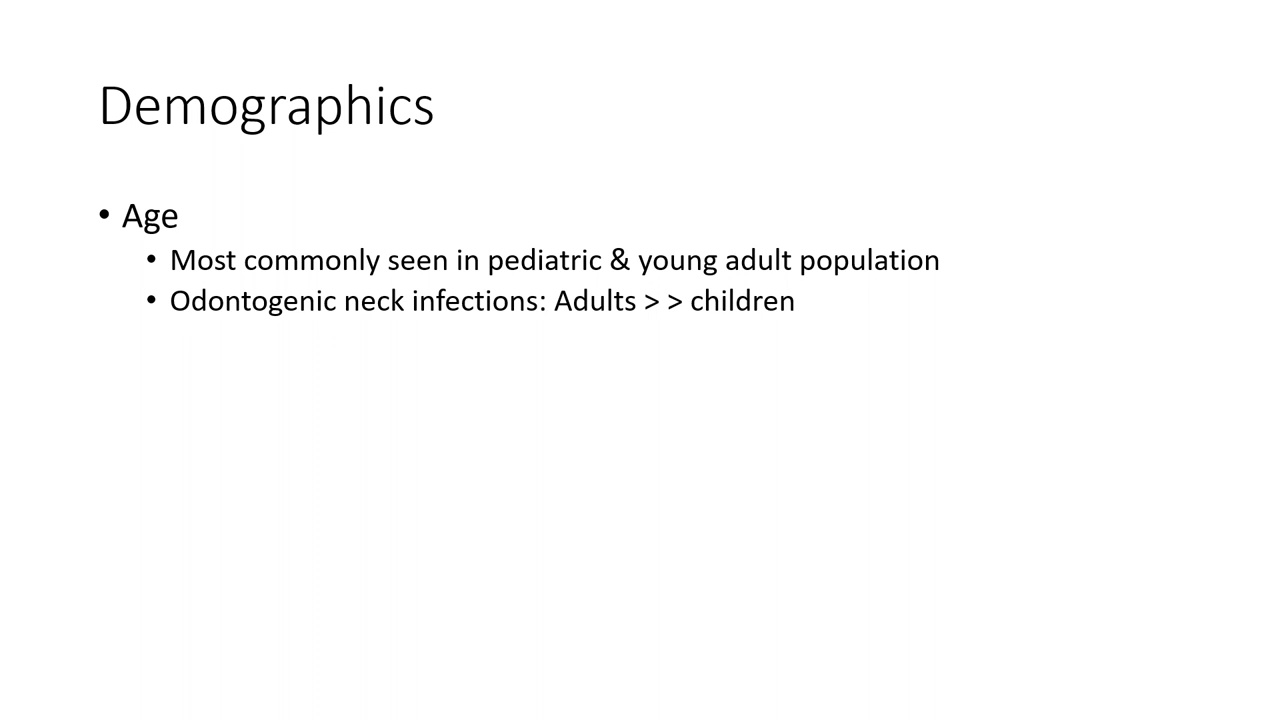 Demographics
• Age
• Most commonly seen in pediatric & young adult population
• Odontogenic neck infections: Adults > > children